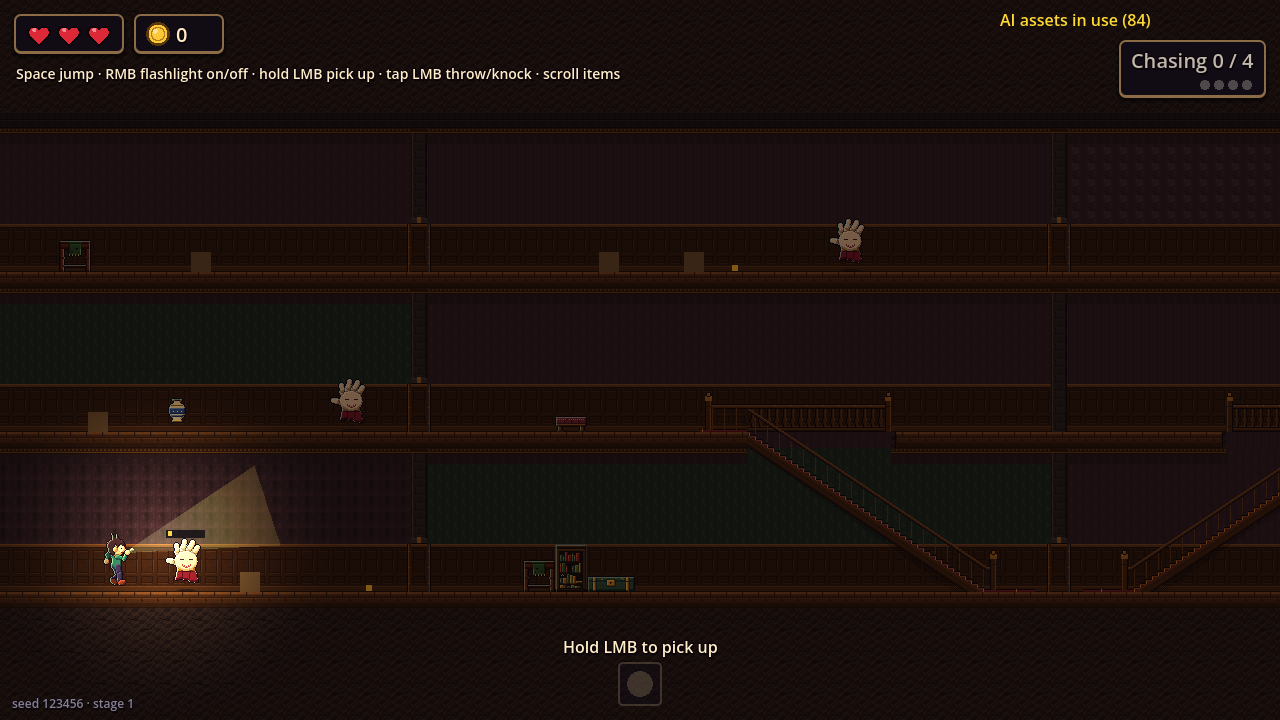 0
AI assets in use (84)
Chasing 0 / 4
Space jump · RMB flashlight on/off · hold LMB pick up · tap LMB throw/knock · scroll items
Hold LMB to pick up
seed 123456 · stage 1